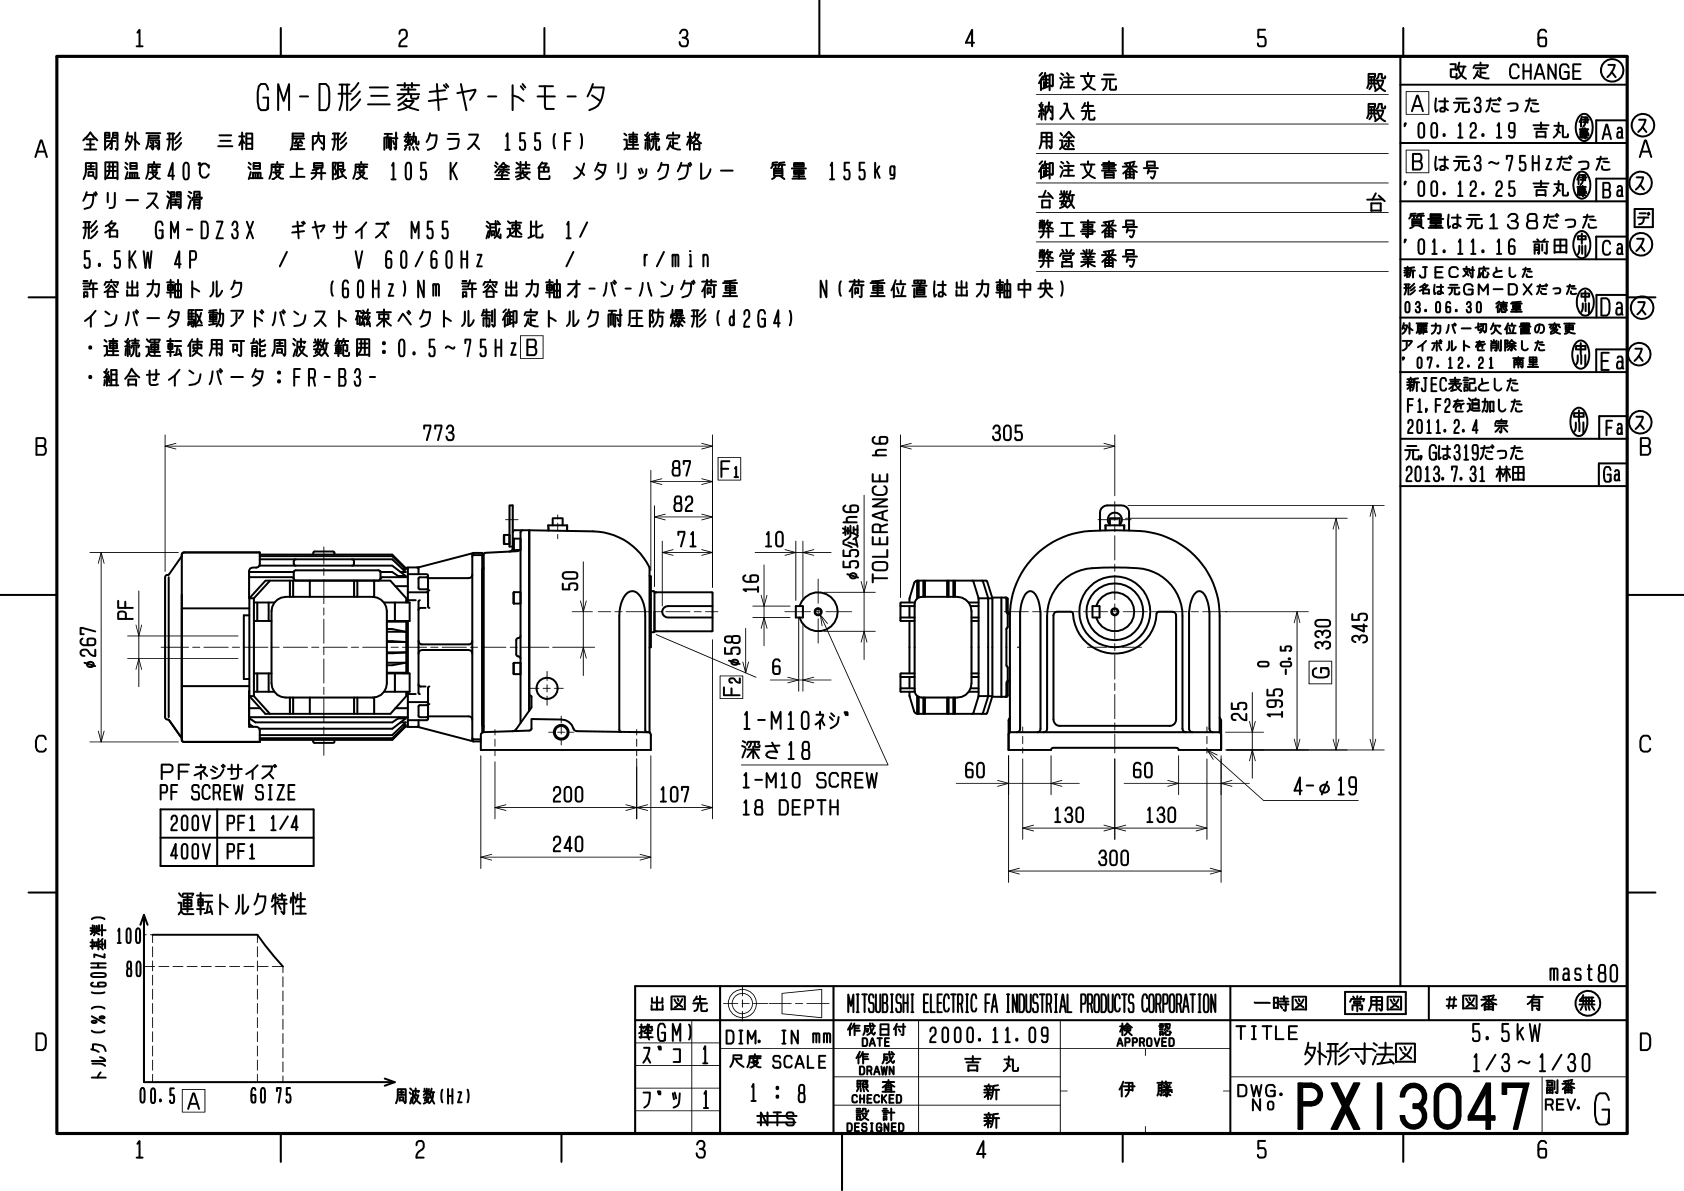 1 2 3 4 5 6
GM-D形三菱ギヤードモータ
全閉外扇形 三相 屋内形 耐熱クラス 155(F) 連続定格
周囲温度40℃ 温度上昇限度 105 K 塗装色 メタリックグレー 質量 155kg
グリース潤滑
形名 GM-DZ3X ギヤサイズ M55 減速比 1/
5.5KW 4P / V 60/60Hz / r/min
許容出力軸トルク (60Hz)Nm 許容出力軸オーバーハング荷重 N(荷重位置は出力軸中央)
インバータ駆動アドバンスト磁束ベクトル制御定トルク耐圧防爆形(d2G4)
・連続運転使用可能周波数範囲:0.5~75Hz B
・組合せインバータ:FR-B3-
御注文元 殿
納入先 殿
用途
御注文書番号
台数 台
弊工事番号
弊営業番号
改定 CHANGE ス
A は元3だった
'00.12.19 吉丸 伊藤 Aa ス
B は元3~75Hzだった
'00.12.25 吉丸 伊藤 Ba ス
質量は元138だった デ
'01.11.16 前田 中川 Ca ス
新JEC対応とした
形名は元GM-DXだった
03.06.30 徳重 中川 Da ス
外扇カバー切欠位置の変更
アイボルトを削除した
'07.12.21 南里 中川 Ea ス
新JEC表記とした
F1,F2を追加した
2011.2.4 宗 中川 Fa ス
元,Gは319だった
2013.7.31 林田 Ga
A
B
C
D
A
B
C
D
773
87 F1
82
71
50
PF
φ267
200
107
240
10
16
6
φ58
F2
φ55公差h6
TOLERANCE h6
1-M10ネジ
深さ18
1-M10 SCREW
18 DEPTH
305
345
330
G
195 0 -0.5
25
60
60
130
130
300
4-φ19
PFネジサイズ
PF SCREW SIZE
200V PF1 1/4
400V PF1
運転トルク特性
トルク(%)(60Hz基準)
100
80
0 0.5 A 60 75 周波数(Hz)
mast80
出図先 MITSUBISHI ELECTRIC FA INDUSTRIAL PRODUCTS CORPORATION 一時図 常用図 #図番 有 無
GM)
スコ 1
ブツ 1
DIM. IN mm
尺度 SCALE
1:8
NTS
作成日付 DATE 2000.11.09
作成 DRAWN 吉丸
照査 CHECKED 新
設計 DESIGNED 新
検認 APPROVED
伊藤
TITLE 外形寸法図 5.5kW
1/3~1/30
DWG. No PX13047
副番 REV. G
1 2 3 4 5 6